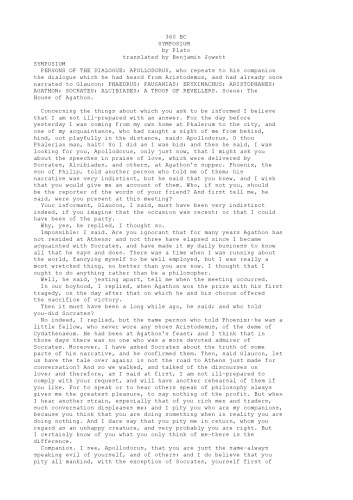 360 BC
SYMPOSIUM
by Plato
translated by Benjamin Jowett
SYMPOSIUM
PERSONS OF THE DIALOGUE: APOLLODORUS, who repeats to his companion
the dialogue which he had heard from Aristodemus, and had already once
narrated to Glaucon; PHAEDRUS; PAUSANIAS; ERYXIMACHUS; ARISTOPHANES;
AGATHON; SOCRATES; ALCIBIADES; A TROOP OF REVELLERS. Scene: The
House of Agathon.
Concerning the things about which you ask to be informed I believe
that I am not ill-prepared with an answer. For the day before
yesterday I was coming from my own home at Phalerum to the city, and
one of my acquaintance, who had caught a sight of me from behind,
hind, out playfully in the distance, said: Apollodorus, O thou
Phalerian man, halt! So I did as I was bid; and then he said, I was
looking for you, Apollodorus, only just now, that I might ask you
about the speeches in praise of love, which were delivered by
Socrates, Alcibiades, and others, at Agathon's supper. Phoenix, the
son of Philip, told another person who told me of them; his
narrative was very indistinct, but he said that you knew, and I wish
that you would give me an account of them. Who, if not you, should
be the reporter of the words of your friend? And first tell me, he
said, were you present at this meeting?
Your informant, Glaucon, I said, must have been very indistinct
indeed, if you imagine that the occasion was recent; or that I could
have been of the party.
Why, yes, he replied, I thought so.
Impossible: I said. Are you ignorant that for many years Agathon has
not resided at Athens; and not three have elapsed since I became
acquainted with Socrates, and have made it my daily business to know
all that he says and does. There was a time when I was running about
the world, fancying myself to be well employed, but I was really a
most wretched thing, no better than you are now. I thought that I
ought to do anything rather than be a philosopher.
Well, he said, jesting apart, tell me when the meeting occurred.
In our boyhood, I replied, when Agathon won the prize with his first
tragedy, on the day after that on which he and his chorus offered
the sacrifice of victory.
Then it must have been a long while ago, he said; and who told
you-did Socrates?
No indeed, I replied, but the same person who told Phoenix;-he was a
little fellow, who never wore any shoes Aristodemus, of the deme of
Cydathenaeum. He had been at Agathon's feast; and I think that in
those days there was no one who was a more devoted admirer of
Socrates. Moreover, I have asked Socrates about the truth of some
parts of his narrative, and he confirmed them. Then, said Glaucon, let
us have the tale over again; is not the road to Athens just made for
conversation? And so we walked, and talked of the discourses on
love; and therefore, as I said at first, I am not ill-prepared to
comply with your request, and will have another rehearsal of them if
you like. For to speak or to hear others speak of philosophy always
gives me the greatest pleasure, to say nothing of the profit. But when
I hear another strain, especially that of you rich men and traders,
such conversation displeases me; and I pity you who are my companions,
because you think that you are doing something when in reality you are
doing nothing. And I dare say that you pity me in return, whom you
regard as an unhappy creature, and very probably you are right. But
I certainly know of you what you only think of me-there is the
difference.
Companion. I see, Apollodorus, that you are just the same-always
speaking evil of yourself, and of others; and I do believe that you
pity all mankind, with the exception of Socrates, yourself first of